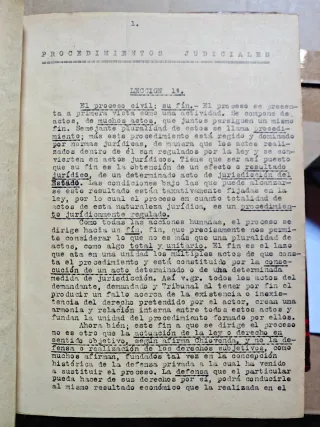 1.
PROCEDIMIENTOS JUDICIALES
LECCION 1ª.
El proceso civil; su fin.- El proceso se presen-
ta a primera vista como una actividad. Se compone de
actos, de muchos actos, que juntos persiguen un mismo
fin. Semejante pluralidad de actos se llama procedi-
miento; mas este procedimiento está regido y dominado
por normas jurídicas, de manera que los actos reali-
zados dentro de él son regulados por la ley y se con-
vierten en actos jurídicos. Tiene que ser así puesto
que su fin es la obtención de un efecto o resultado
jurídico, de un determinado acto de jurisdicción del
Estado. Las condiciones bajo las que puede alcanzar-
se este resultado están taxativamente fijadas en la
ley, por lo cual el proceso en cuanto totalidad de
actos de esta naturaleza jurídica, es un procedimien-
to jurídicamente regulado.
Como todas las acciones humanas, el proceso se
dirige hacia un fin, fin, que precisamente nos permi-
te considerar lo que no es más que una pluralidad de
actos, como algo total y unitario. El fin es el lazo
que ata en una unidad los múltiples actos de que cons-
ta el procedimiento y está constituída por la conse-
cución de un acto determinado o de una determinada
medida de jurisdicción. Así v.gr. todos los actos del
demandante, demandado y Tribunal al tener por fin el
producir un fallo acerca de la existencia o inexis-
tencia del derecho pretendido por el actor, crean una
armonía y relación interna entre todos estos actos y
fundan la unidad del procedimiento formado por ellos.
Ahora bién; este fin a que se dirige el proceso
no es otro que la actuación de la ley o derecho en
sentido objetivo, según afirma Chiovenda, y no la de-
fensa o realización de los derechos subjetivos, como
muchos afirman, fundados tal vez en la concepción
histórica de la defensa privada a la cual ha venido
a sustituir el proceso. La defensa que el particular
pueda hacer de sus derechos por sí, podrá conducirle
al mismo resultado económico que la realizada en el